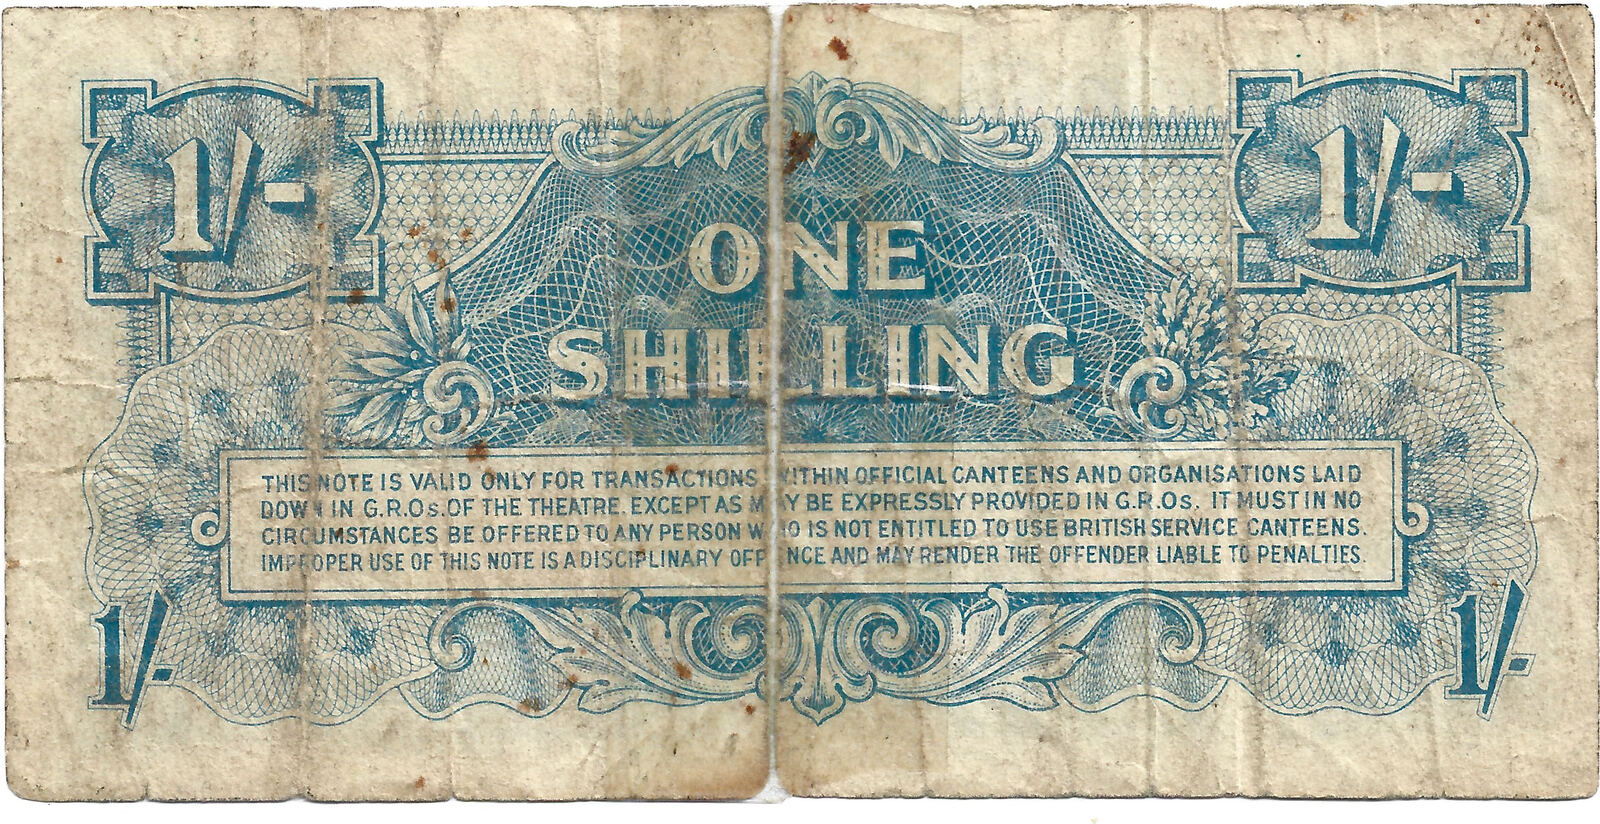 1/- 1/-
ONE
SHILLING
THIS NOTE IS VALID ONLY FOR TRANSACTIONS WITHIN OFFICIAL CANTEENS AND ORGANISATIONS LAID
DOWN IN G.R.Os. OF THE THEATRE. EXCEPT AS MAY BE EXPRESSLY PROVIDED IN G.R.Os. IT MUST IN NO
CIRCUMSTANCES BE OFFERED TO ANY PERSON WHO IS NOT ENTITLED TO USE BRITISH SERVICE CANTEENS.
IMPROPER USE OF THIS NOTE IS A DISCIPLINARY OFFENCE AND MAY RENDER THE OFFENDER LIABLE TO PENALTIES.
1/- 1/-